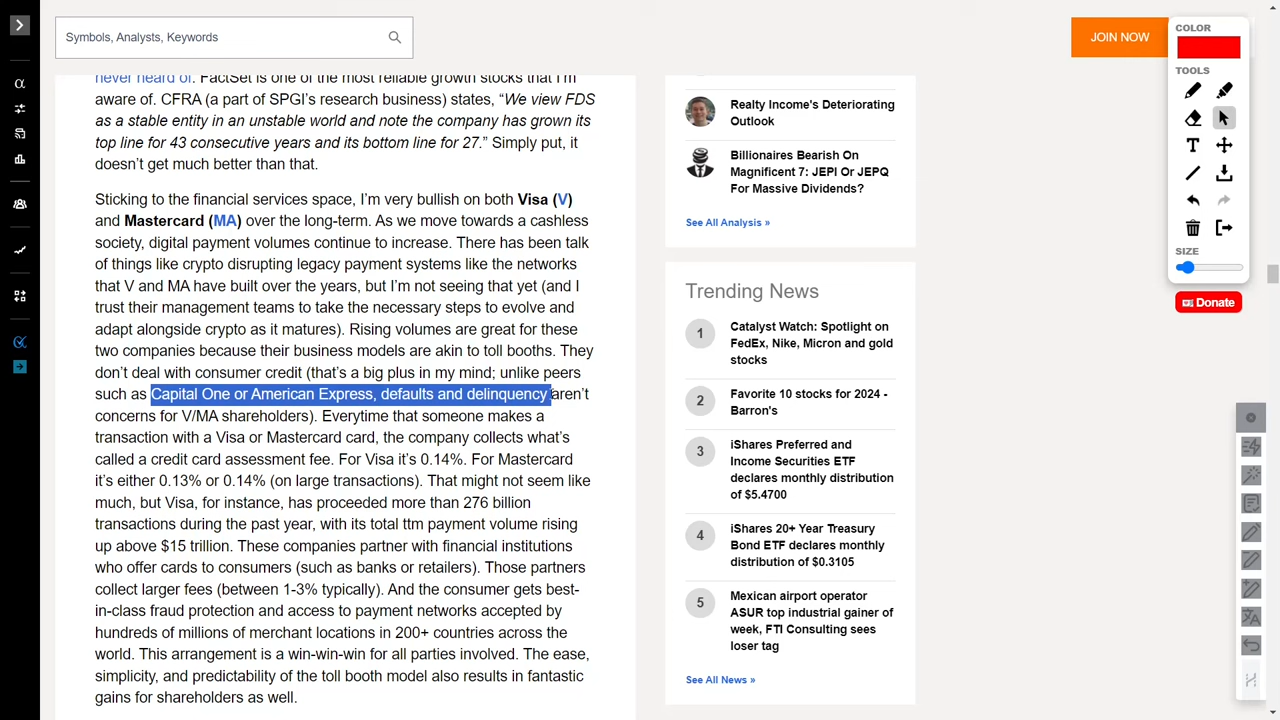 Symbols, Analysts, Keywords
JOIN NOW
never heard of. FactSet is one of the most reliable growth stocks that I'm
aware of. CFRA (a part of SPGI's research business) states, “We view FDS
as a stable entity in an unstable world and note the company has grown its
top line for 43 consecutive years and its bottom line for 27.” Simply put, it
doesn't get much better than that.
Sticking to the financial services space, I'm very bullish on both Visa (V)
and Mastercard (MA) over the long-term. As we move towards a cashless
society, digital payment volumes continue to increase. There has been talk
of things like crypto disrupting legacy payment systems like the networks
that V and MA have built over the years, but I'm not seeing that yet (and I
trust their management teams to take the necessary steps to evolve and
adapt alongside crypto as it matures). Rising volumes are great for these
two companies because their business models are akin to toll booths. They
don't deal with consumer credit (that's a big plus in my mind; unlike peers
such as Capital One or American Express, defaults and delinquency aren't
concerns for V/MA shareholders). Everytime that someone makes a
transaction with a Visa or Mastercard card, the company collects what's
called a credit card assessment fee. For Visa it's 0.14%. For Mastercard
it's either 0.13% or 0.14% (on large transactions). That might not seem like
much, but Visa, for instance, has proceeded more than 276 billion
transactions during the past year, with its total ttm payment volume rising
up above $15 trillion. These companies partner with financial institutions
who offer cards to consumers (such as banks or retailers). Those partners
collect larger fees (between 1-3% typically). And the consumer gets best-
in-class fraud protection and access to payment networks accepted by
hundreds of millions of merchant locations in 200+ countries across the
world. This arrangement is a win-win-win for all parties involved. The ease,
simplicity, and predictability of the toll booth model also results in fantastic
gains for shareholders as well.
Realty Income's Deteriorating
Outlook
Billionaires Bearish On
Magnificent 7: JEPI Or JEPQ
For Massive Dividends?
See All Analysis »
Trending News
1
Catalyst Watch: Spotlight on
FedEx, Nike, Micron and gold
stocks
2
Favorite 10 stocks for 2024 -
Barron's
3
iShares Preferred and
Income Securities ETF
declares monthly distribution
of $5.4700
4
iShares 20+ Year Treasury
Bond ETF declares monthly
distribution of $0.3105
5
Mexican airport operator
ASUR top industrial gainer of
week, FTI Consulting sees
loser tag
See All News »
COLOR
TOOLS
SIZE
Donate